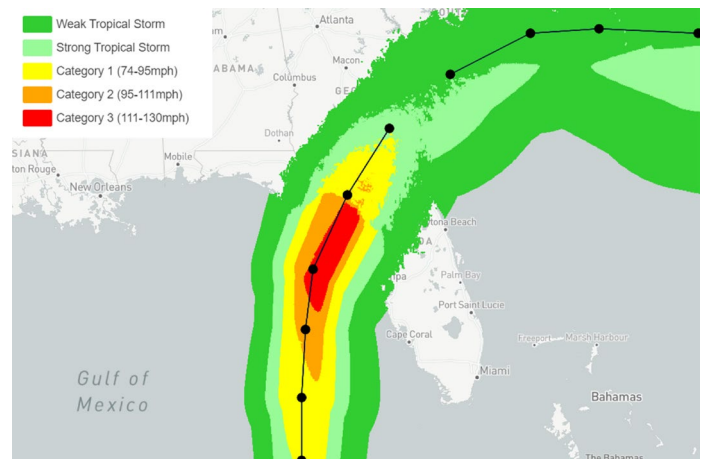 Weak Tropical Storm
Strong Tropical Storm
Category 1 (74-95mph)
Category 2 (95-111mph)
Category 3 (111-130mph)
Atlanta
ABAMA
Columbus
Macon
GE
Dothan
SIANA
Mobile
ton Rouge
New Orleans
tona Beach
DA
mpa
Palm Bay
Port Saint Lucie
Cape Coral
Freeport
Marsh Harbour
Miami
Gulf of
Mexico
Bahamas
The Bahamas